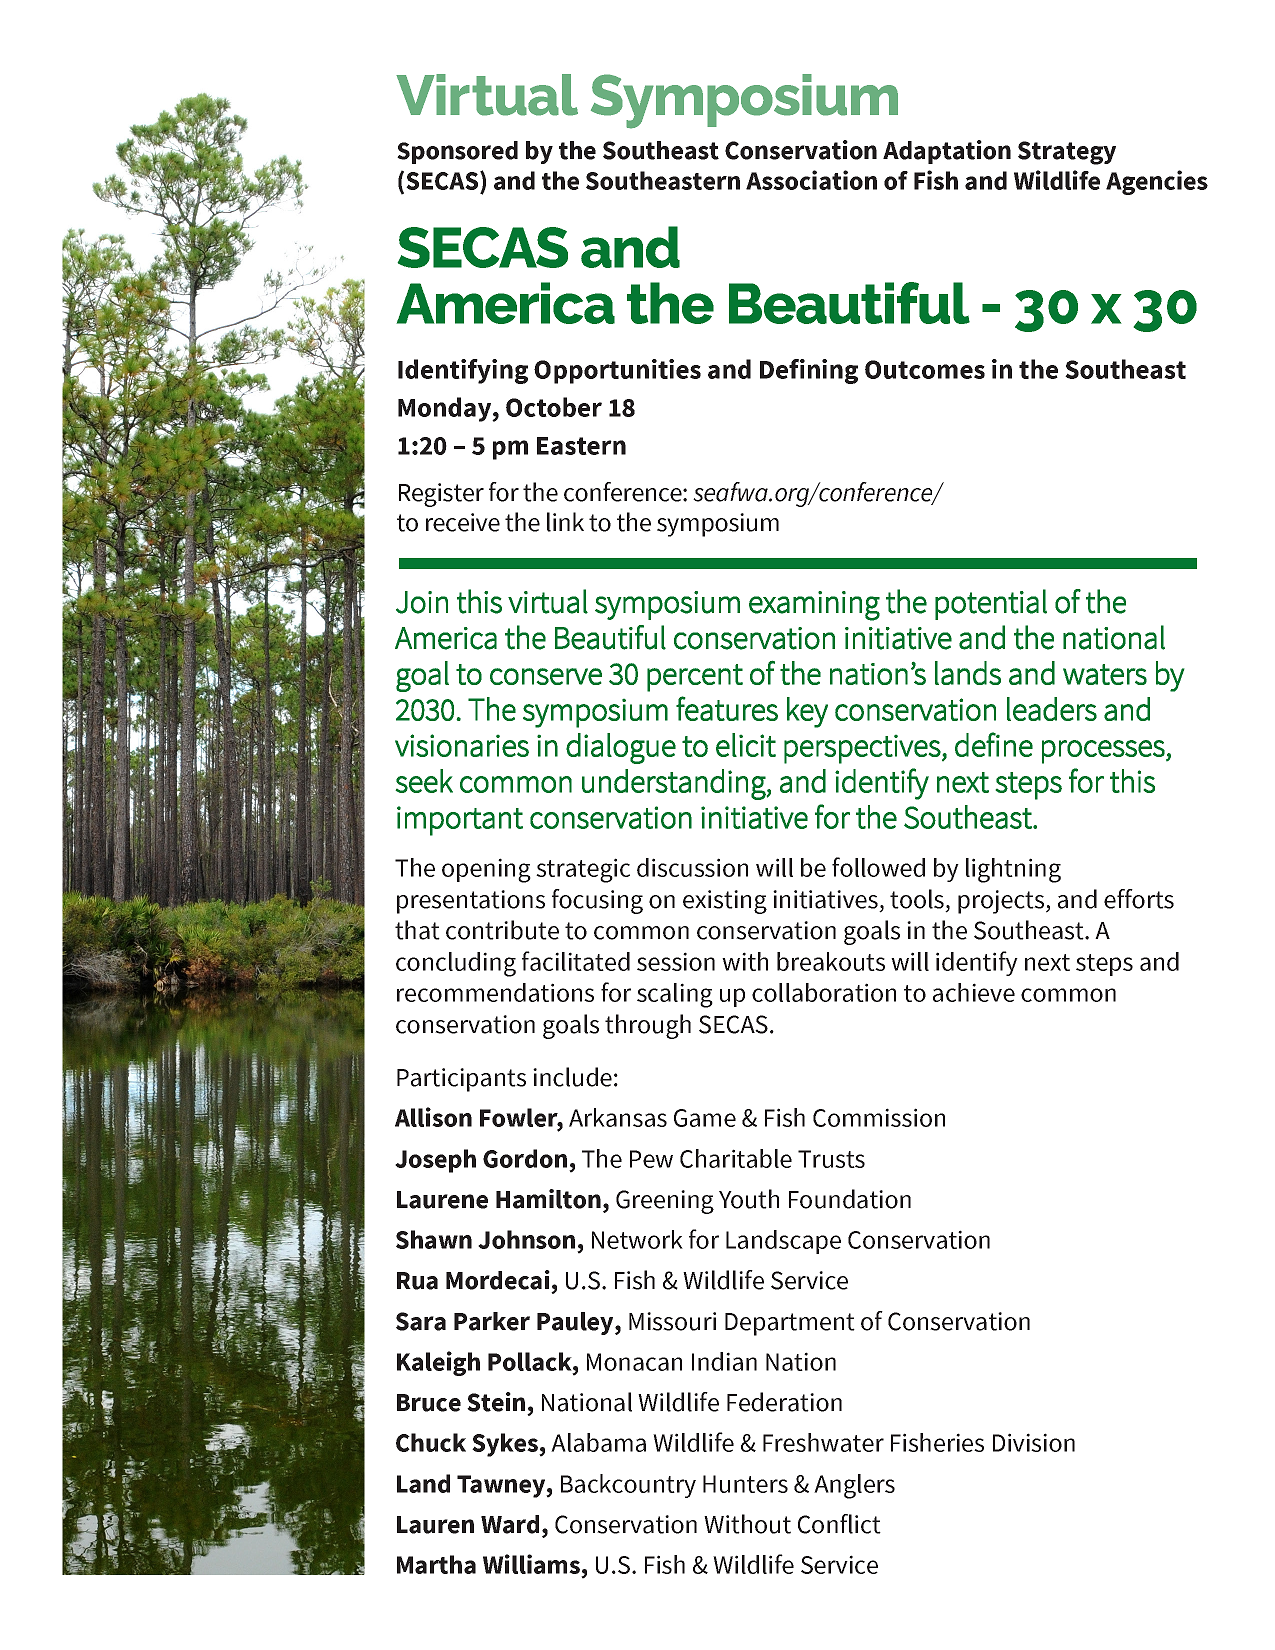 Virtual Symposium
Sponsored by the Southeast Conservation Adaptation Strategy
(SECAS) and the Southeastern Association of Fish and Wildlife Agencies
SECAS and
America the Beautiful - 30 x 30
Identifying Opportunities and Defining Outcomes in the Southeast
Monday, October 18
1:20 – 5 pm Eastern
Register for the conference: seafwa.org/conference/
to receive the link to the symposium
Join this virtual symposium examining the potential of the
America the Beautiful conservation initiative and the national
goal to conserve 30 percent of the nation’s lands and waters by
2030. The symposium features key conservation leaders and
visionaries in dialogue to elicit perspectives, define processes,
seek common understanding, and identify next steps for this
important conservation initiative for the Southeast.
The opening strategic discussion will be followed by lightning
presentations focusing on existing initiatives, tools, projects, and efforts
that contribute to common conservation goals in the Southeast. A
concluding facilitated session with breakouts will identify next steps and
recommendations for scaling up collaboration to achieve common
conservation goals through SECAS.
Participants include:
Allison Fowler, Arkansas Game & Fish Commission
Joseph Gordon, The Pew Charitable Trusts
Laurene Hamilton, Greening Youth Foundation
Shawn Johnson, Network for Landscape Conservation
Rua Mordecai, U.S. Fish & Wildlife Service
Sara Parker Pauley, Missouri Department of Conservation
Kaleigh Pollack, Monacan Indian Nation
Bruce Stein, National Wildlife Federation
Chuck Sykes, Alabama Wildlife & Freshwater Fisheries Division
Land Tawney, Backcountry Hunters & Anglers
Lauren Ward, Conservation Without Conflict
Martha Williams, U.S. Fish & Wildlife Service